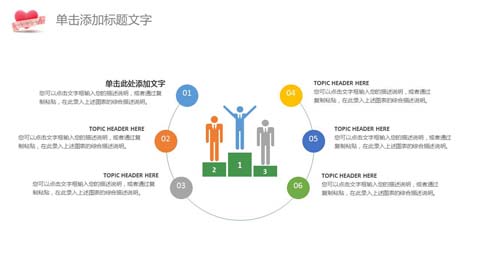 单击添加标题文字
单击此处添加文字
您可以点击文字框输入您的描述说明，或者通过复
制粘贴，在此录入上述图表的综合描述说明。
01
TOPIC HEADER HERE
您可以点击文字框输入您的描述说明，或者通过复
制粘贴，在此录入上述图表的综合描述说明。
02
TOPIC HEADER HERE
您可以点击文字框输入您的描述说明，或者通过复
制粘贴，在此录入上述图表的综合描述说明。
03
2
1
3
04
TOPIC HEADER HERE
您可以点击文字框输入您的描述说明，或者通过
复制粘贴，在此录入上述图表的综合描述说明。
05
TOPIC HEADER HERE
您可以点击文字框输入您的描述说明，或者通过复
制粘贴，在此录入上述图表的综合描述说明。
06
TOPIC HEADER HERE
您可以点击文字框输入您的描述说明，或者通过
复制粘贴，在此录入上述图表的综合描述说明。